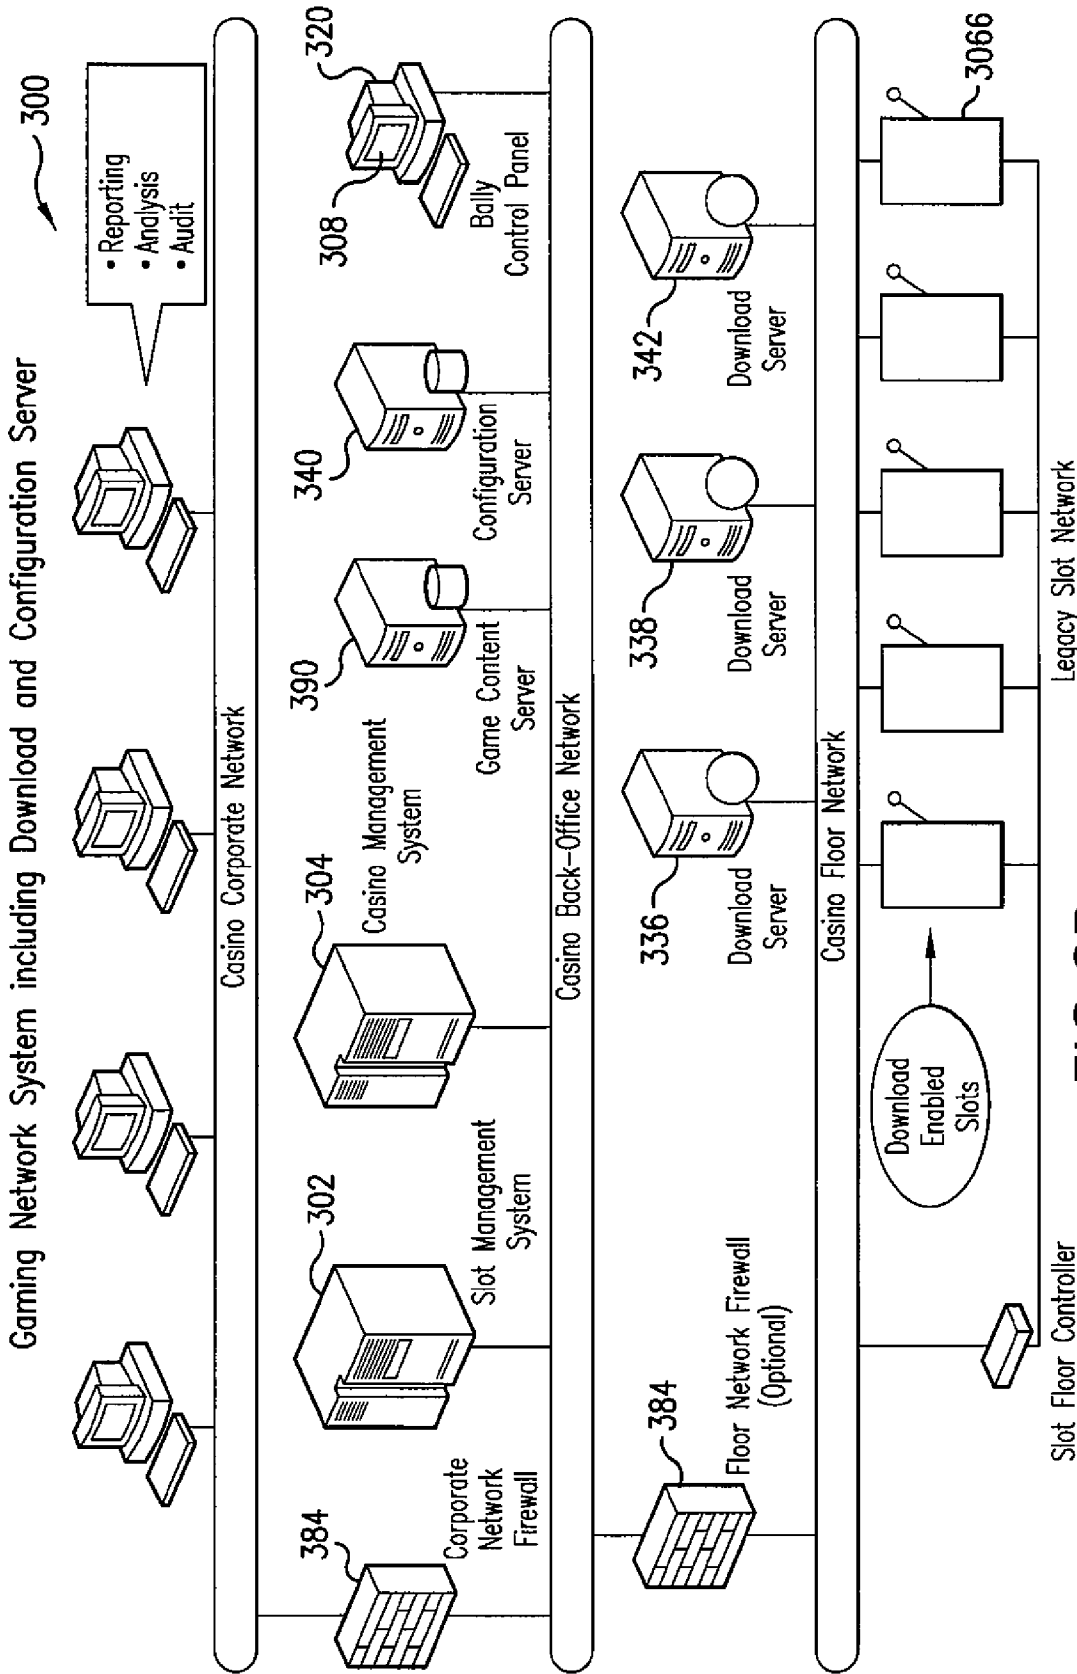 Gaming Network System including Download and Configuration Server
300
• Reporting
• Analysis
• Audit
Casino Corporate Network
384
Corporate
Network
Firewall
302
Slot Management
System
304
Casino Management
System
390
Game Content
Server
340
Configuration
Server
308
320
Bally
Control Panel
Casino Back-Office Network
384
Floor Network Firewall
(Optional)
336
Download
Server
338
Download
Server
342
Download
Server
Casino Floor Network
Download
Enabled
Slots
3066
Slot Floor Controller
Legacy Slot Network